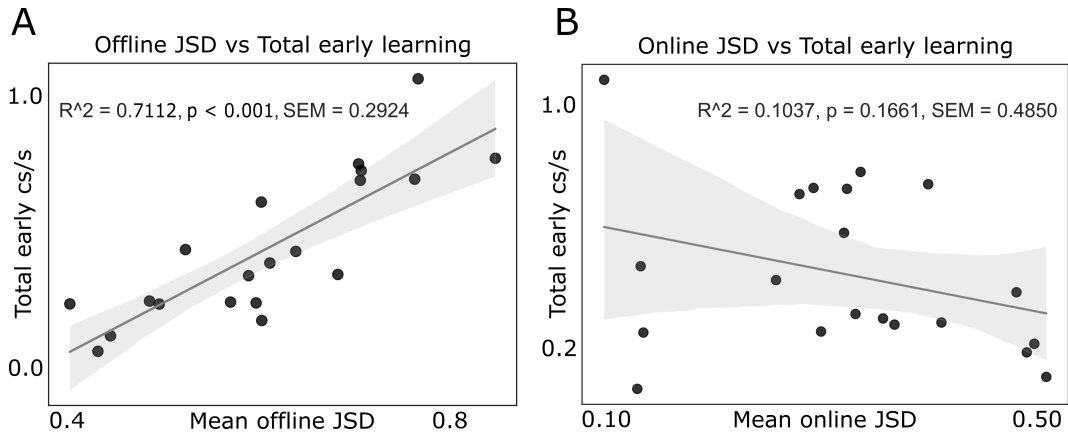 A
Offline JSD vs Total early learning
R^2 = 0.7112, p < 0.001, SEM = 0.2924
1.0
Total early cs/s
0.0
0.4
Mean offline JSD
0.8
B
Online JSD vs Total early learning
R^2 = 0.1037, p = 0.1661, SEM = 0.4850
1.0
Total early cs/s
0.2
0.10
Mean online JSD
0.50